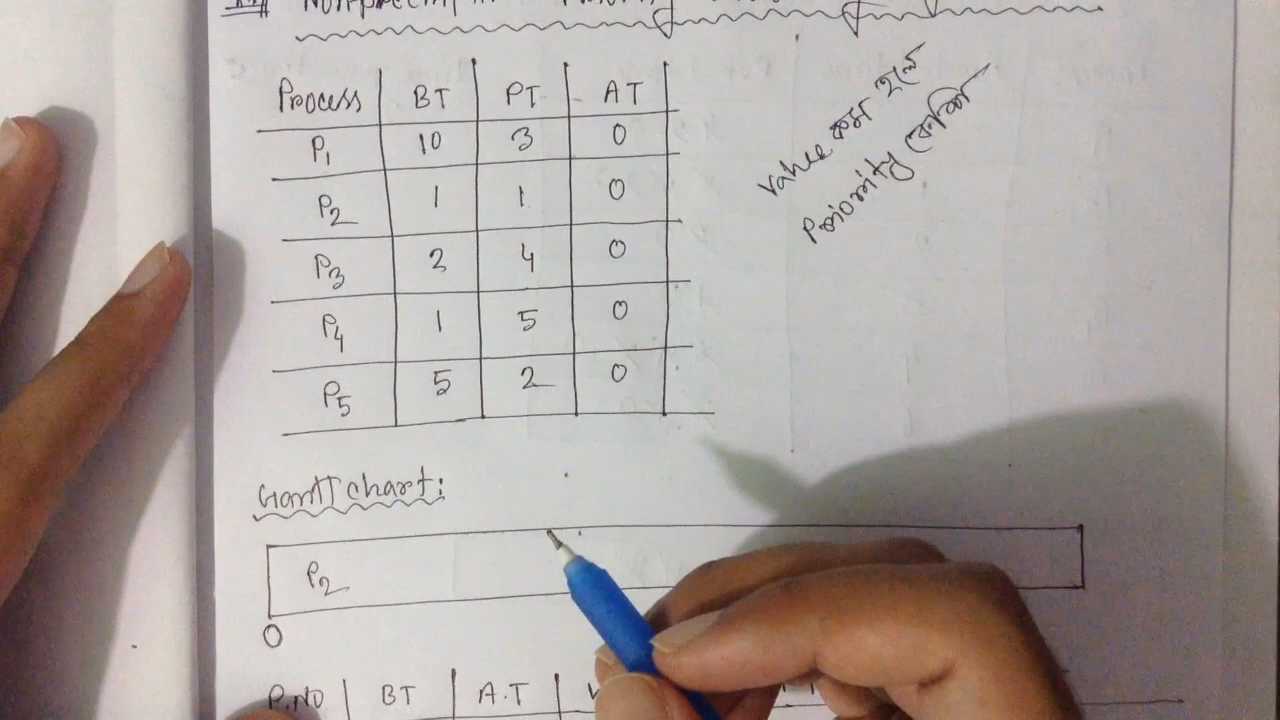 Process BT PT AT
P1 10 3 0
P2 1 1 0
P3 2 4 0
P4 1 5 0
P5 5 2 0
value কম হলে
Priority বেশি
Gantt chart:
P2
0
P.NO BT A.T